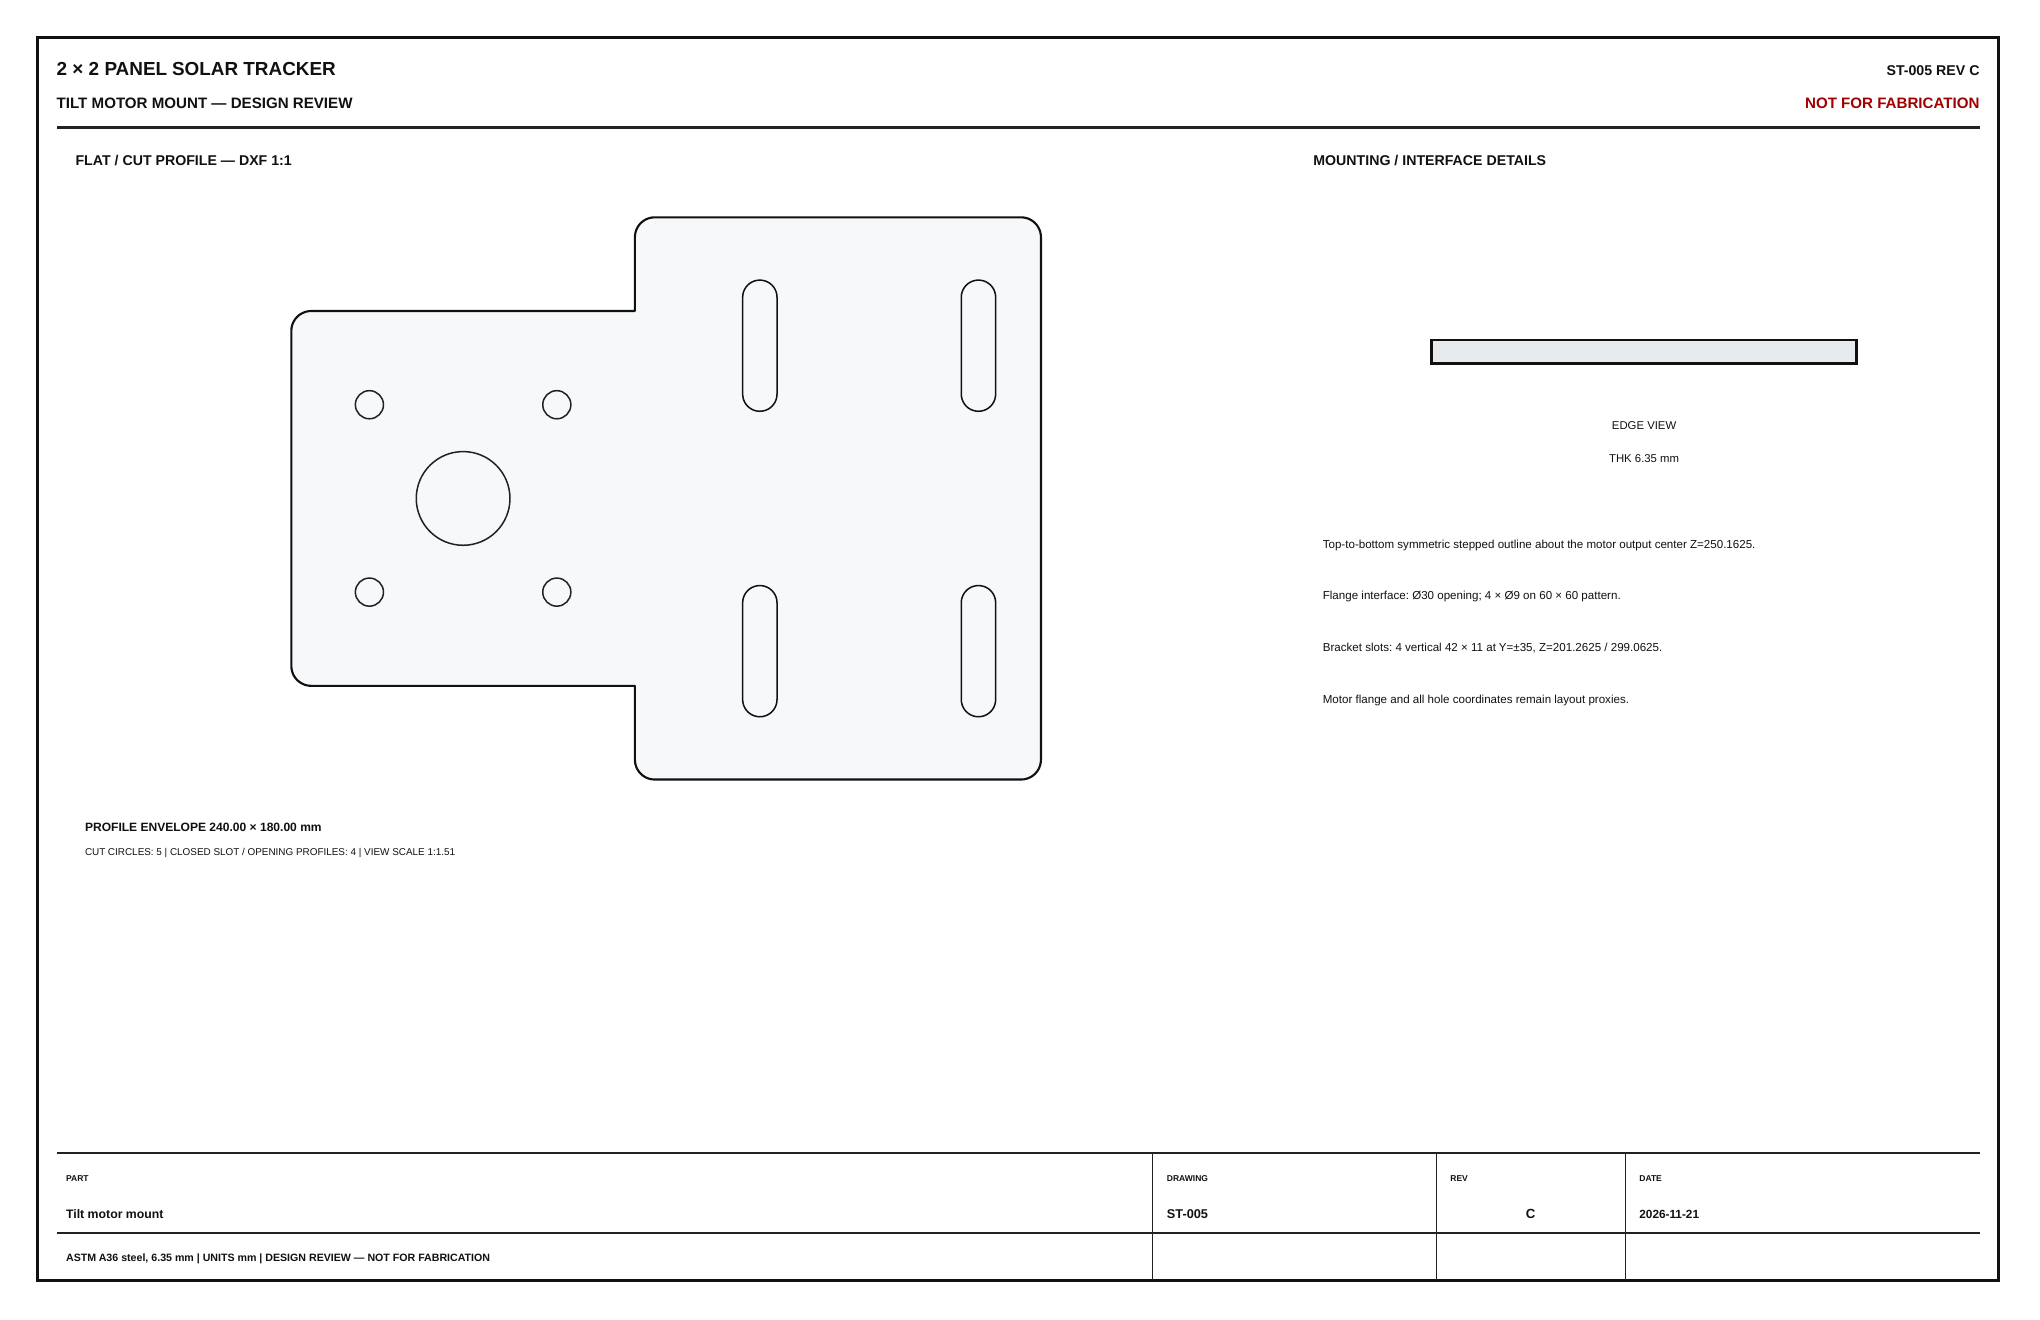 2 × 2 PANEL SOLAR TRACKER
ST-005 REV C
TILT MOTOR MOUNT — DESIGN REVIEW
NOT FOR FABRICATION
FLAT / CUT PROFILE — DXF 1:1
MOUNTING / INTERFACE DETAILS
EDGE VIEW
THK 6.35 mm
Top-to-bottom symmetric stepped outline about the motor output center Z=250.1625.
Flange interface: Ø30 opening; 4 × Ø9 on 60 × 60 pattern.
Bracket slots: 4 vertical 42 × 11 at Y=±35, Z=201.2625 / 299.0625.
Motor flange and all hole coordinates remain layout proxies.
PROFILE ENVELOPE 240.00 × 180.00 mm
CUT CIRCLES: 5 | CLOSED SLOT / OPENING PROFILES: 4 | VIEW SCALE 1:1.51
PART
DRAWING
REV
DATE
Tilt motor mount
ST-005
C
2026-11-21
ASTM A36 steel, 6.35 mm | UNITS mm | DESIGN REVIEW — NOT FOR FABRICATION